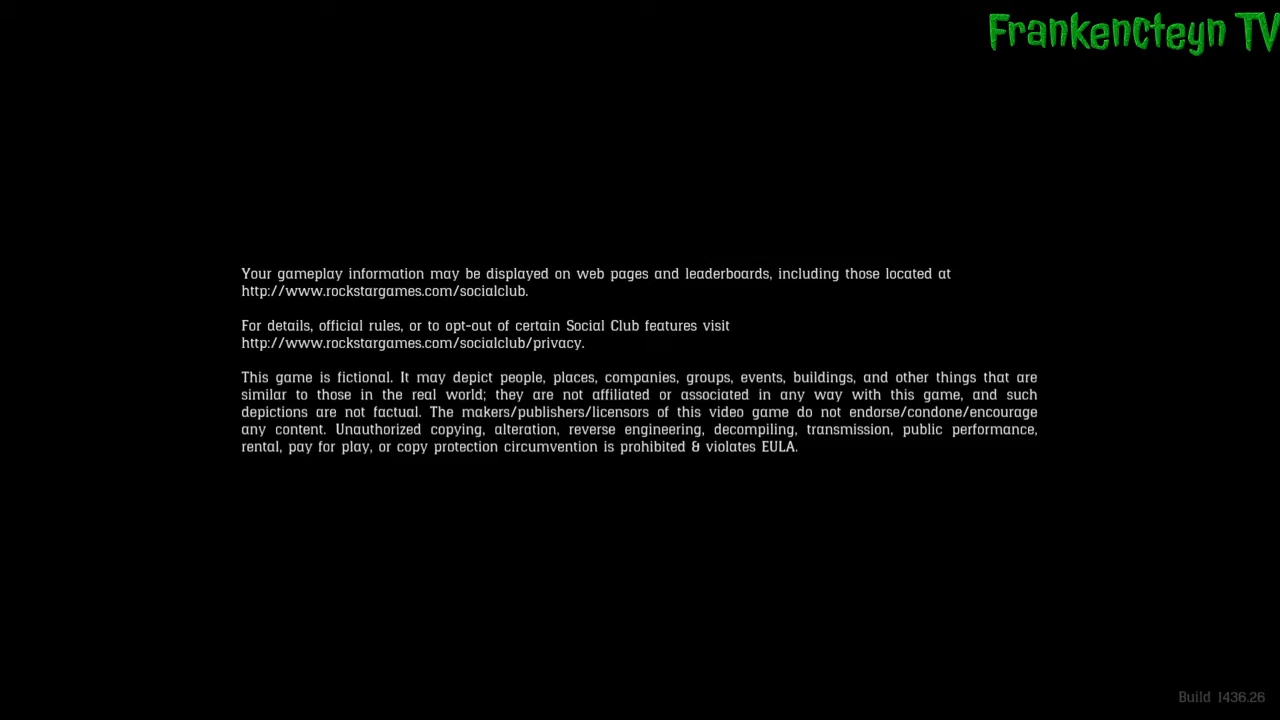 Frankencteyn TV
Your gameplay information may be displayed on web pages and leaderboards, including those located at
http://www.rockstargames.com/socialclub.
For details, official rules, or to opt-out of certain Social Club features visit
http://www.rockstargames.com/socialclub/privacy.
This game is fictional. It may depict people, places, companies, groups, events, buildings, and other things that are
similar to those in the real world; they are not affiliated or associated in any way with this game, and such
depictions are not factual. The makers/publishers/licensors of this video game do not endorse/condone/encourage
any content. Unauthorized copying, alteration, reverse engineering, decompiling, transmission, public performance,
rental, pay for play, or copy protection circumvention is prohibited & violates EULA.
Build 1436.26